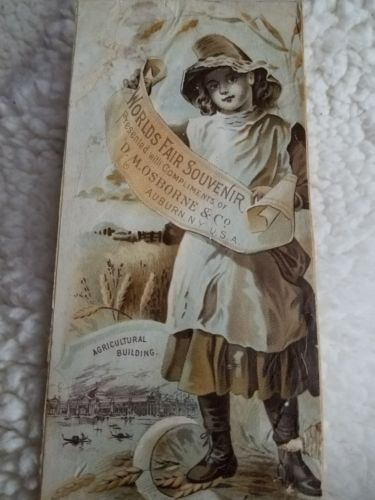 WORLDS FAIR SOUVENIR
Presented with COMPLIMENTS OF
D. M. OSBORNE & CO.
AUBURN N.Y. U.S.A.
AGRICULTURAL
BUILDING.